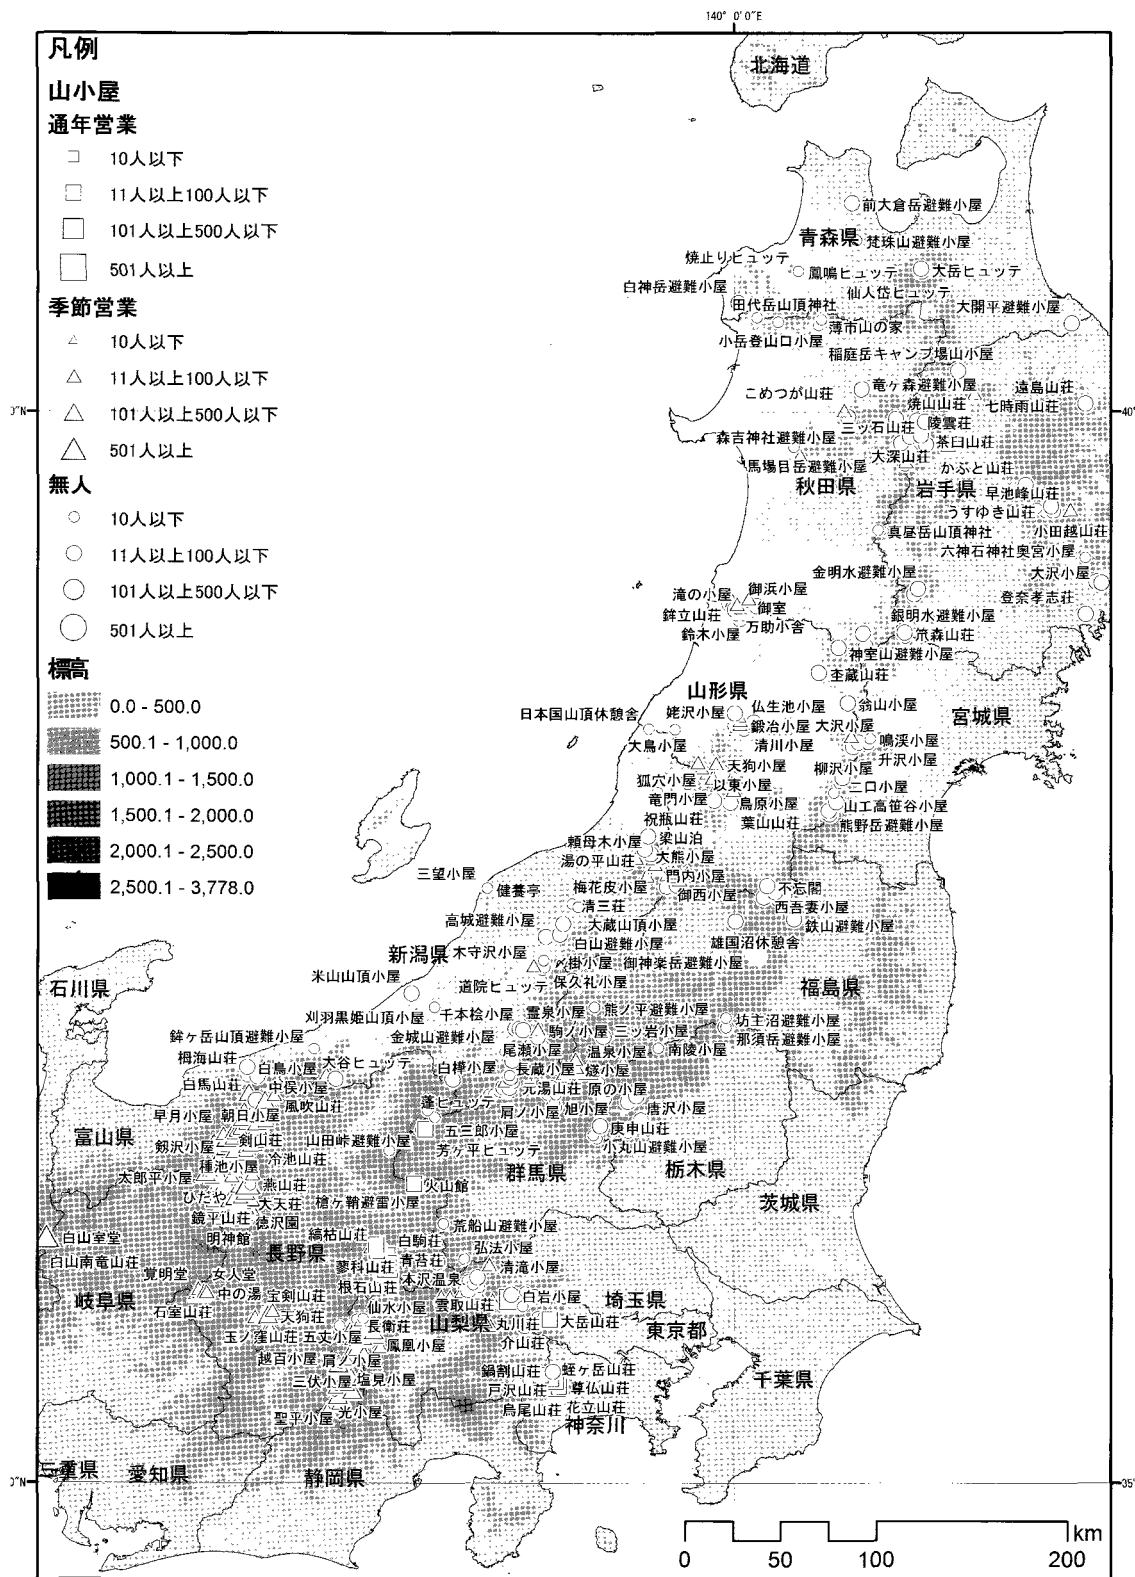 140° 0'0"E
凡例
山小屋
通年営業
10人以下
11人以上100人以下
101人以上500人以下
501人以上
季節営業
10人以下
11人以上100人以下
101人以上500人以下
501人以上
無人
10人以下
11人以上100人以下
101人以上500人以下
501人以上
標高
0.0 - 500.0
500.1 - 1,000.0
1,000.1 - 1,500.0
1,500.1 - 2,000.0
2,000.1 - 2,500.0
2,500.1 - 3,778.0
北海道
前大倉岳避難小屋
青森県
梵珠山避難小屋
焼止りヒュッテ
鳳鳴ヒュッテ
大岳ヒュッテ
白神岳避難小屋
仙人岱ヒュッテ
田代岳山頂神社
大開平避難小屋
薄市山の家
小岳登山口小屋
稲庭岳キャンプ場山小屋
こめつが山荘
竜ヶ森避難小屋
遠島山荘
焼山山荘
七時雨山荘
0"N
40°
三ッ石山荘
陵雲荘
森吉神社避難小屋
茶臼山荘
大深山荘
馬場目岳避難小屋
かぶと山荘
秋田県
岩手県
早池峰山荘
うすゆき山荘
真昼岳山頂神社
小田越山荘
六神石神社奥宮小屋
金明水避難小屋
大沢小屋
滝の小屋
御浜小屋
登奈孝志荘
鉾立山荘
御室
銀明水避難小屋
鈴木小屋
万助小舎
笊森山荘
神室山避難小屋
杢蔵山荘
山形県
日本国山頂休憩舎
姥沢小屋
仏生池小屋
翁山小屋
宮城県
鍛冶小屋
大沢小屋
大鳥小屋
清川小屋
鳴渓小屋
升沢小屋
天狗小屋
柳沢小屋
狐穴小屋
以東小屋
二口小屋
竜門小屋
鳥原小屋
山工高笹谷小屋
祝瓶山荘
葉山山荘
熊野岳避難小屋
頼母木小屋
梁山泊
湯の平山荘
大熊小屋
三望小屋
門内小屋
健養亭
梅花皮小屋
御西小屋
不忘閣
清三荘
西吾妻小屋
高城避難小屋
大蔵山頂小屋
鉄山避難小屋
白山避難小屋
雄国沼休憩舎
新潟県
木守沢小屋
掛小屋
御神楽岳避難小屋
石川県
米山山頂小屋
道院ヒュッテ
保久礼小屋
福島県
刈羽黒姫山頂小屋
千本桧小屋
霊泉小屋
熊ノ平避難小屋
坊主沼避難小屋
鉾ヶ岳山頂避難小屋
金城山避難小屋
駒ノ小屋
三ッ岩小屋
那須岳避難小屋
栂海山荘
尾瀬小屋
温泉小屋
南陵小屋
白鳥小屋
大谷ヒュッテ
白樺小屋
長蔵小屋
燧小屋
白馬山荘
中俣小屋
元湯山荘
原の小屋
風吹山荘
蓬ヒュッテ
早月小屋
朝日小屋
肩ノ小屋
旭小屋
唐沢小屋
富山県
剱沢小屋
剣山荘
山田峠避難小屋
五三郎小屋
庚申山荘
冷池山荘
芳ヶ平ヒュッテ
小丸山避難小屋
種池小屋
群馬県
栃木県
太郎平小屋
燕山荘
火山館
ひだや
大天荘
槍ヶ鞘避雷小屋
茨城県
鏡平山荘
徳沢園
荒船山避難小屋
白山室堂
明神館
縞枯山荘
白駒荘
弘法小屋
長野県
青苔荘
白山南竜山荘
蓼科山荘
清滝小屋
覚明堂
女人堂
本沢温泉
根石山荘
中の湯
宝剣山荘
白岩小屋
岐阜県
仙水小屋
雲取山荘
埼玉県
石室山荘
天狗荘
長衛荘
山梨県
丸川荘
大岳山荘
東京都
玉ノ窪山荘
五丈小屋
鳳凰小屋
介山荘
越百小屋
肩ノ小屋
鍋割山荘
蛭ヶ岳山荘
三伏小屋
塩見小屋
戸沢山荘
尊仏山荘
千葉県
聖平小屋
光小屋
鳥尾山荘
花立山荘
神奈川
三重県
愛知県
静岡県
0"N
35°
km
0
50
100
200